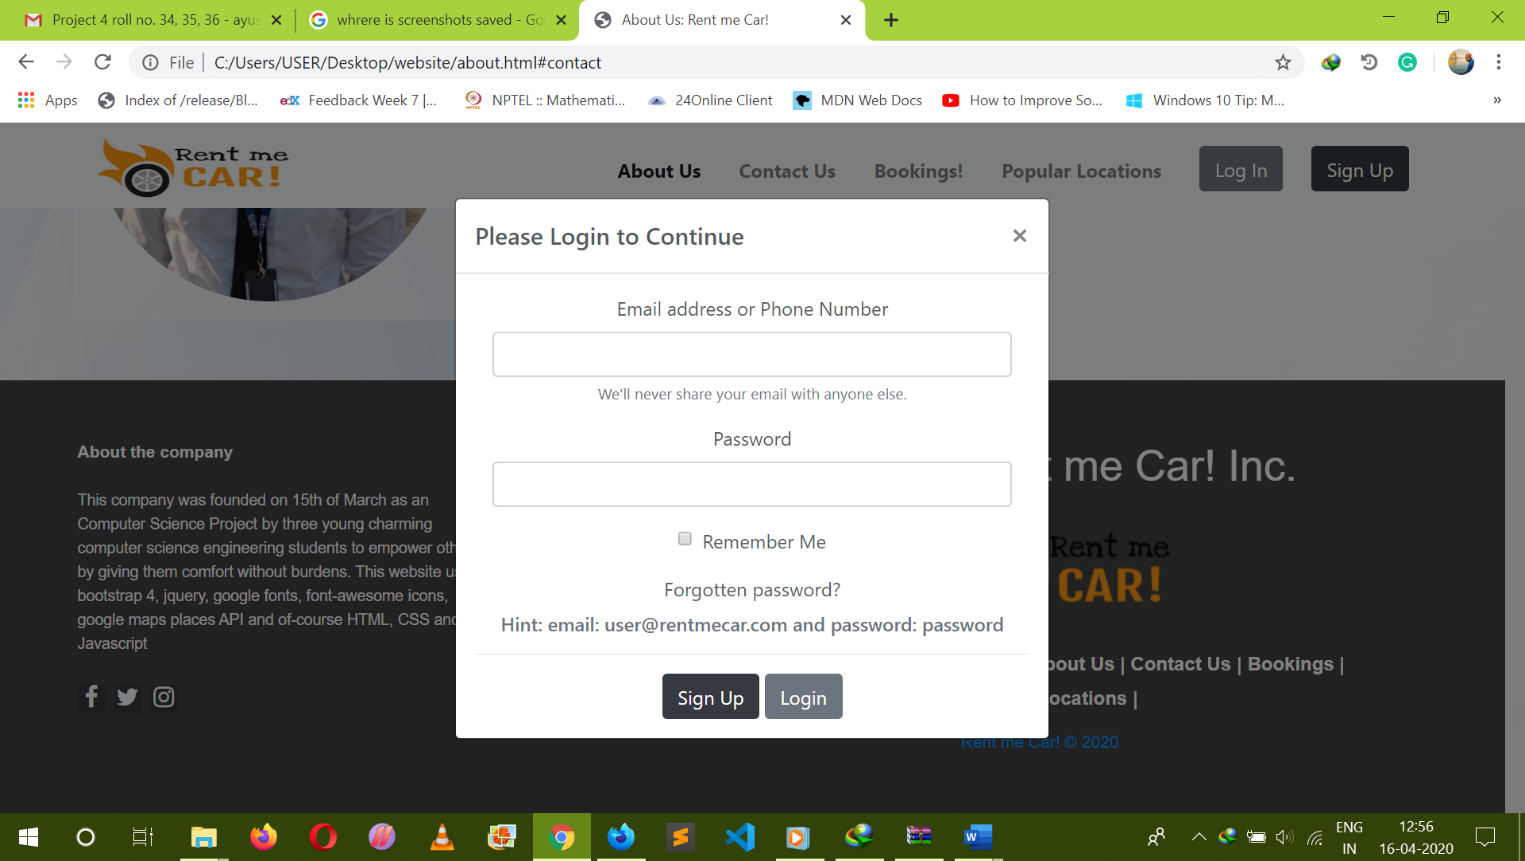 Project 4 roll no. 34, 35, 36 - ayus
whrere is screenshots saved - Go
About Us: Rent me Car!
File
C:/Users/USER/Desktop/website/about.html#contact
Apps
Index of /release/Bl...
edX
Feedback Week 7 |...
NPTEL :: Mathemati...
24Online Client
MDN Web Docs
How to Improve So...
Windows 10 Tip: M...
»
Rent me
CAR!
About Us
Contact Us
Bookings!
Popular Locations
Log In
Sign Up
Please Login to Continue
×
Email address or Phone Number
We'll never share your email with anyone else.
Password
Remember Me
Forgotten password?
Hint: email: user@rentmecar.com and password: password
Sign Up
Login
About the company
This company was founded on 15th of March as an
Computer Science Project by three young charming
computer science engineering students to empower oth
by giving them comfort without burdens. This website us
bootstrap 4, jquery, google fonts, font-awesome icons,
google maps places API and of-course HTML, CSS and
Javascript
t me Car! Inc.
Rent me
CAR!
bout Us | Contact Us | Bookings |
ocations |
Rent me Car! © 2020
ENG
IN
12:56
16-04-2020